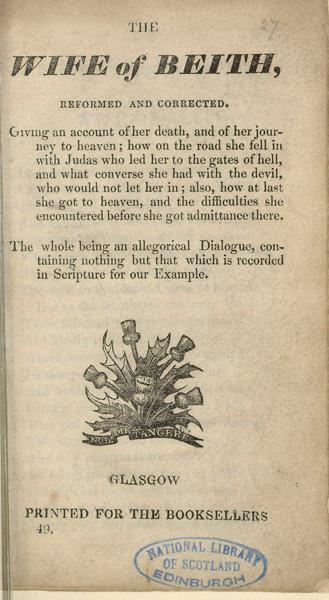 THE
27
WIFE of BEITH,
REFORMED AND CORRECTED.
Giving an account of her death, and of her jour-
ney to heaven; how on the road she fell in
with Judas who led her to the gates of hell,
and what converse she had with the devil,
who would not let her in; also, how at last
she got to heaven, and the difficulties she
encountered before she got admittance there.
The whole being an allegorical Dialogue, con-
taining nothing but that which is recorded
in Scripture for our Example.
NOLI ME TANGERE
GLASGOW
PRINTED FOR THE BOOKSELLERS
49.
NATIONAL LIBRARY
OF SCOTLAND
EDINBURGH